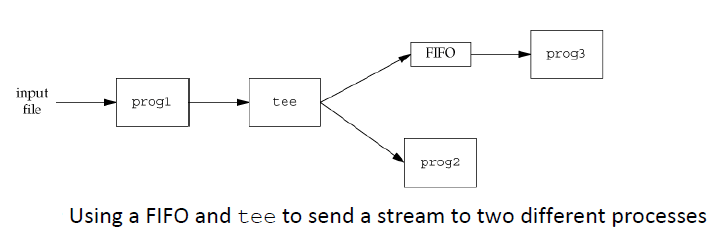 input
file
prog1
tee
FIFO
prog3
prog2
Using a FIFO and tee to send a stream to two different processes